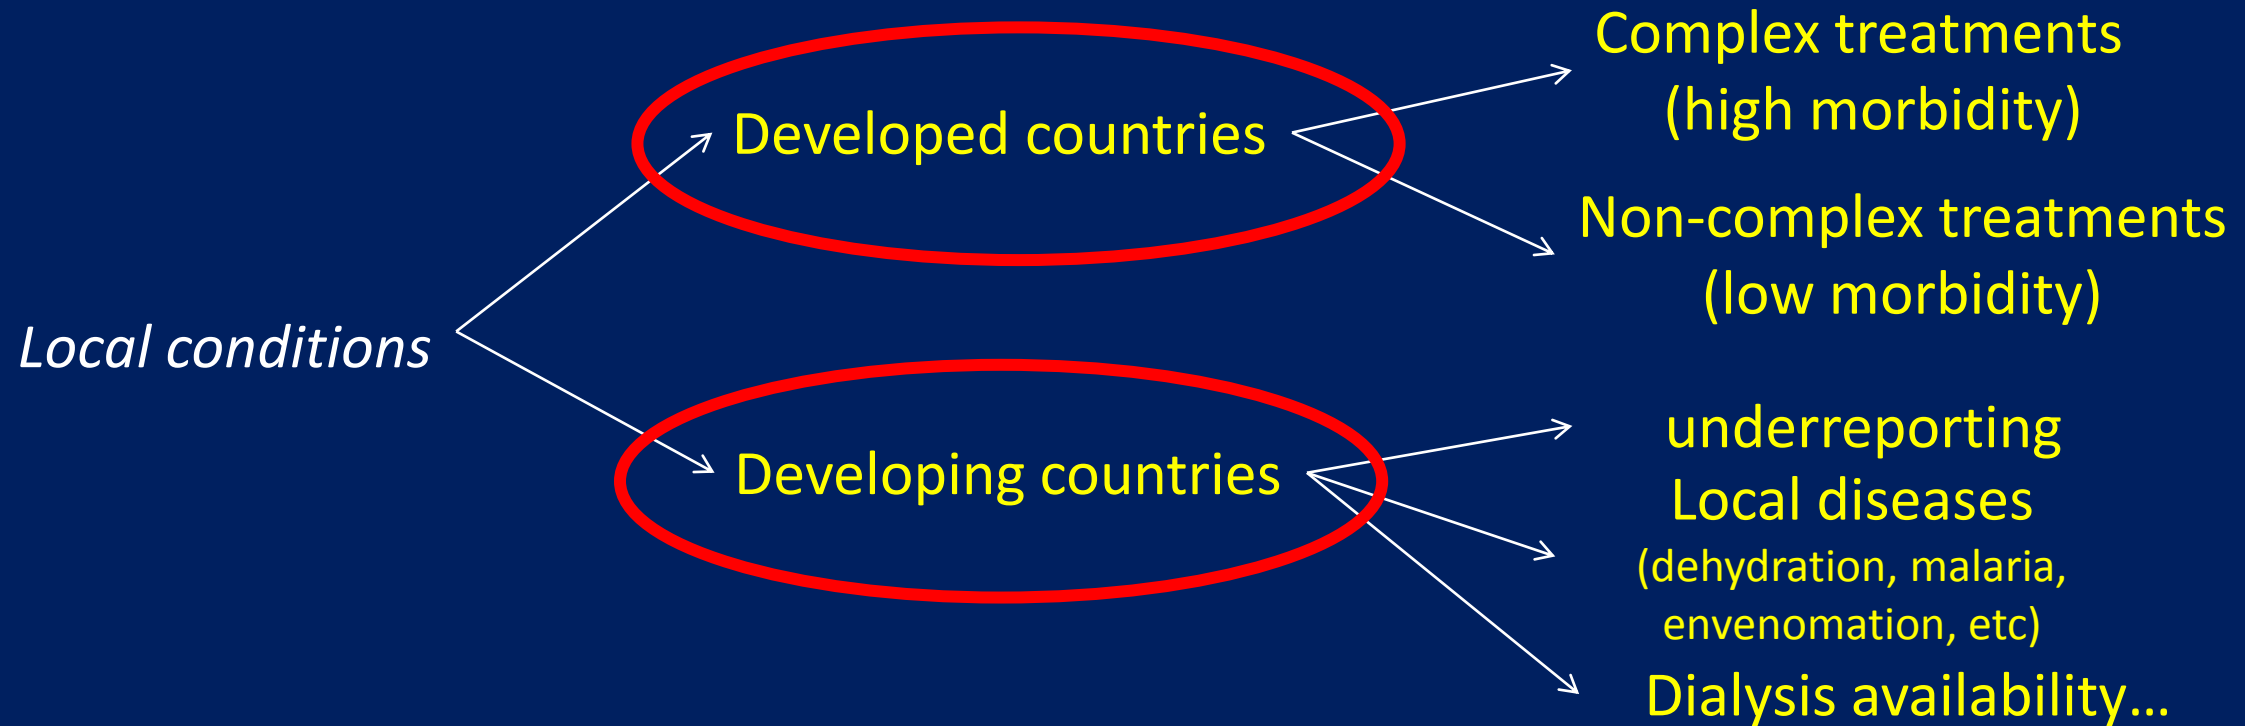 Local conditions
Developed countries
Complex treatments
(high morbidity)
Non-complex treatments
(low morbidity)
Developing countries
underreporting
Local diseases
(dehydration, malaria,
envenomation, etc)
Dialysis availability...